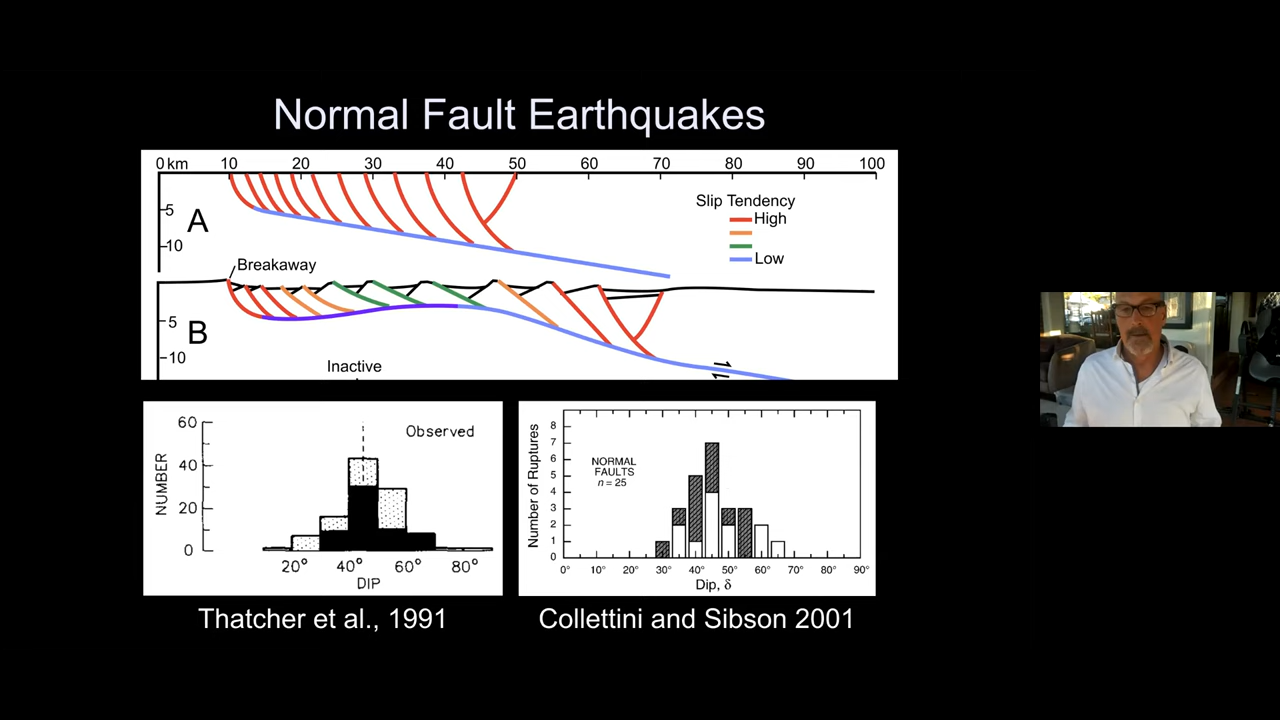 Normal Fault Earthquakes
0 km 10 20 30 40 50 60 70 80 90 100
Slip Tendency
High
Low
5
10
A
Breakaway
5
10
B
Inactive
60
40
20
0
NUMBER
Observed
20° 40° 60° 80°
DIP
8
7
6
5
4
3
2
1
0
Number of Ruptures
NORMAL
FAULTS
n = 25
0° 10° 20° 30° 40° 50° 60° 70° 80° 90°
Dip, δ
Thatcher et al., 1991
Collettini and Sibson 2001